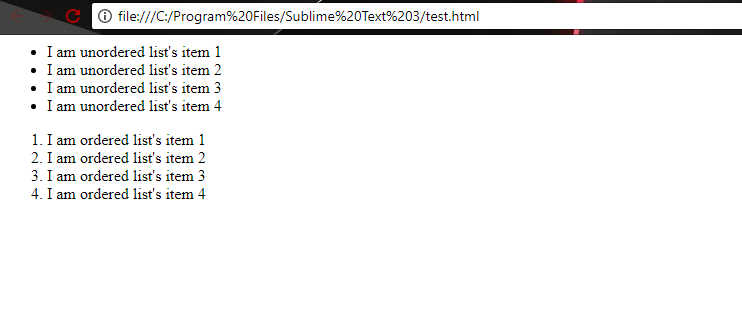 file:///C:/Program%20Files/Sublime%20Text%203/test.html
• I am unordered list's item 1
• I am unordered list's item 2
• I am unordered list's item 3
• I am unordered list's item 4
1. I am ordered list's item 1
2. I am ordered list's item 2
3. I am ordered list's item 3
4. I am ordered list's item 4